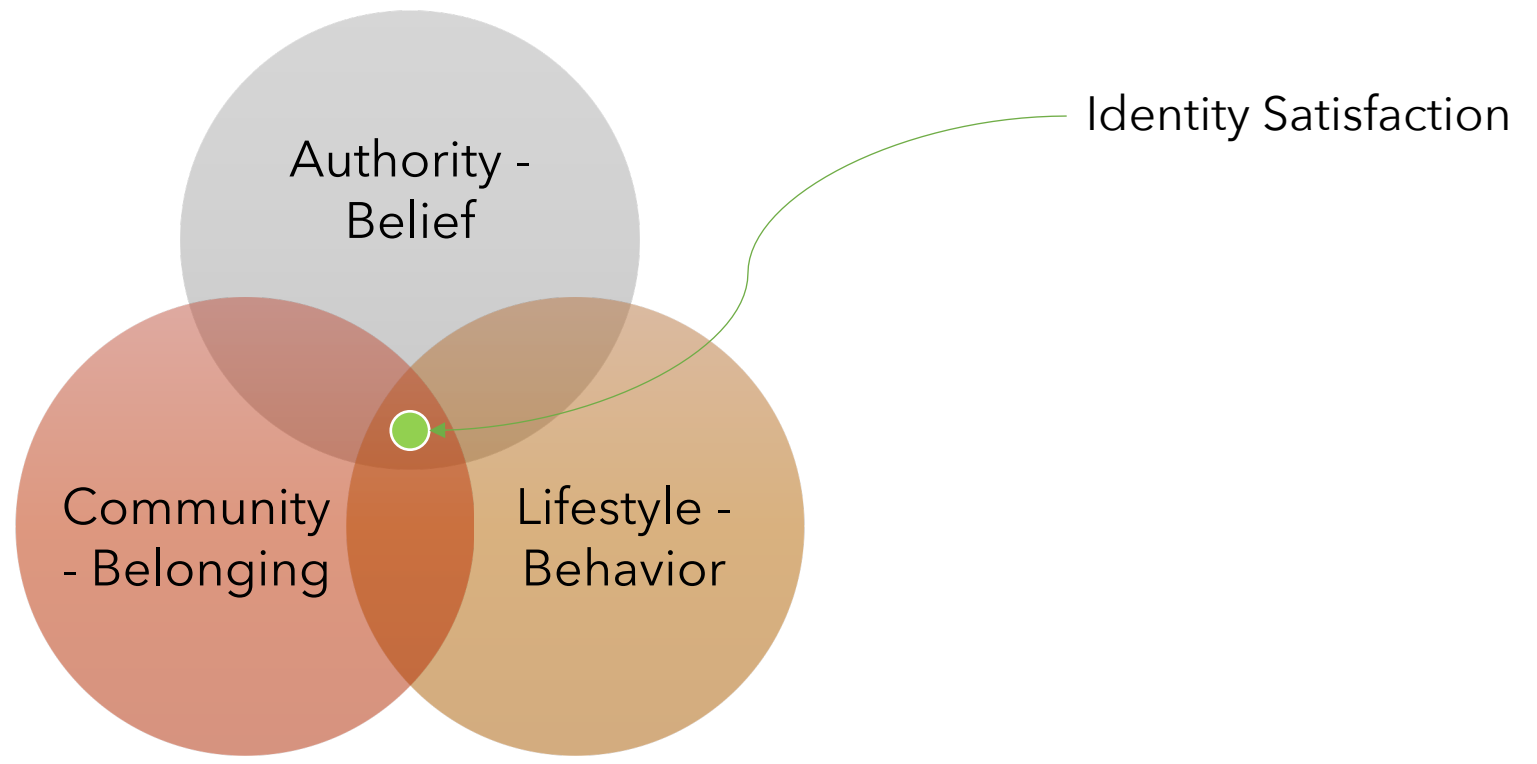 Authority -
Belief
Identity Satisfaction
Community
- Belonging
Lifestyle -
Behavior